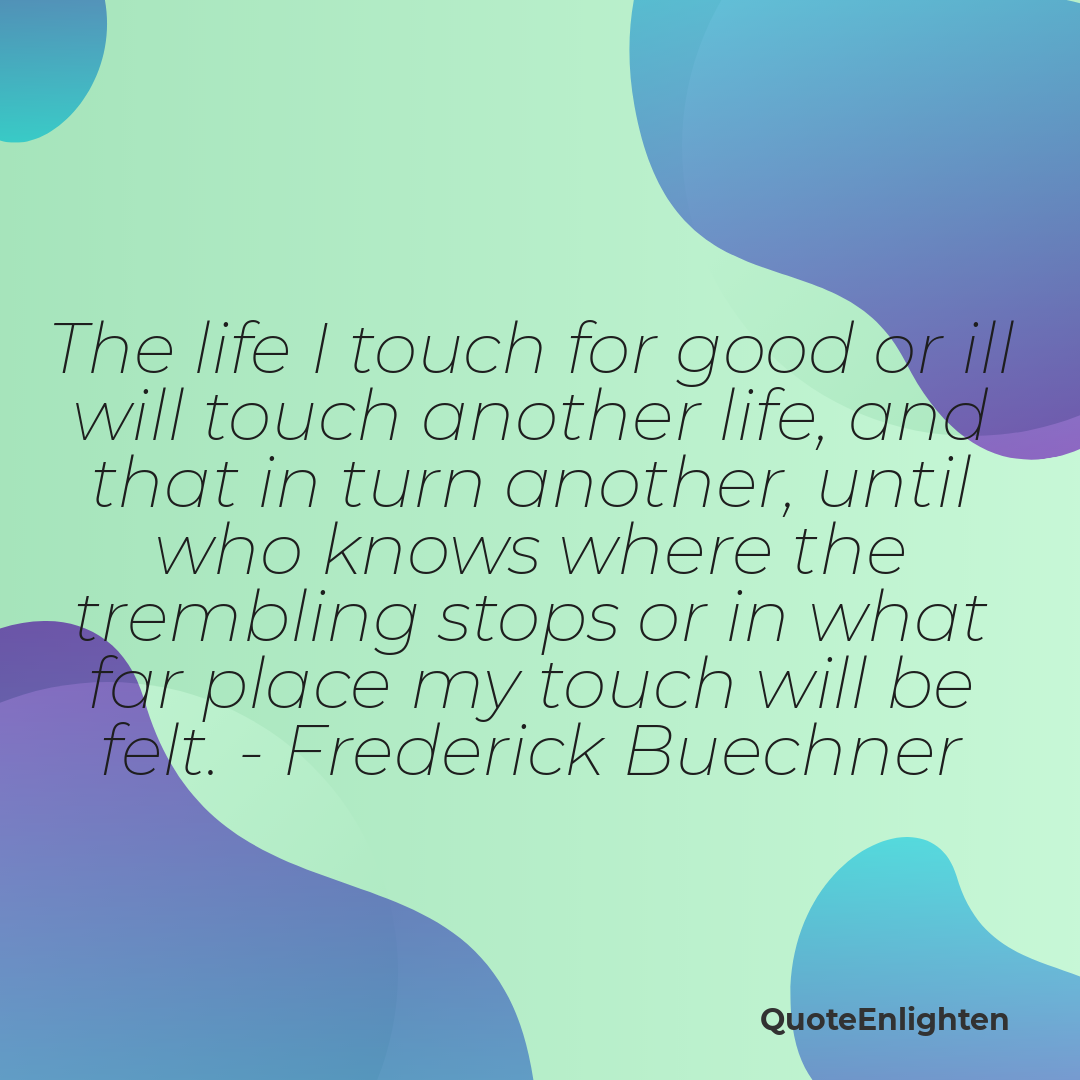 The life I touch for good or ill
will touch another life, and
that in turn another, until
who knows where the
trembling stops or in what
far place my touch will be
felt. - Frederick Buechner
QuoteEnlighten